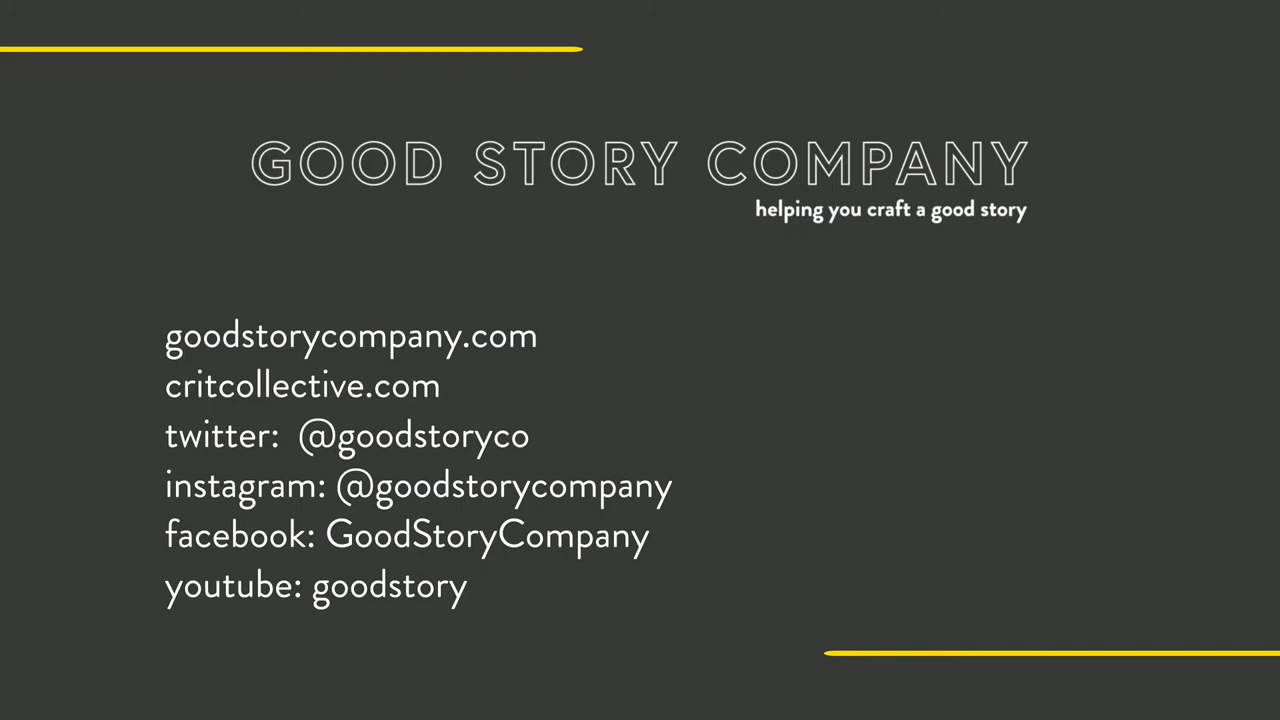 GOOD STORY COMPANY
helping you craft a good story
goodstorycompany.com
critcollective.com
twitter: @goodstoryco
instagram: @goodstorycompany
facebook: GoodStoryCompany
youtube: goodstory